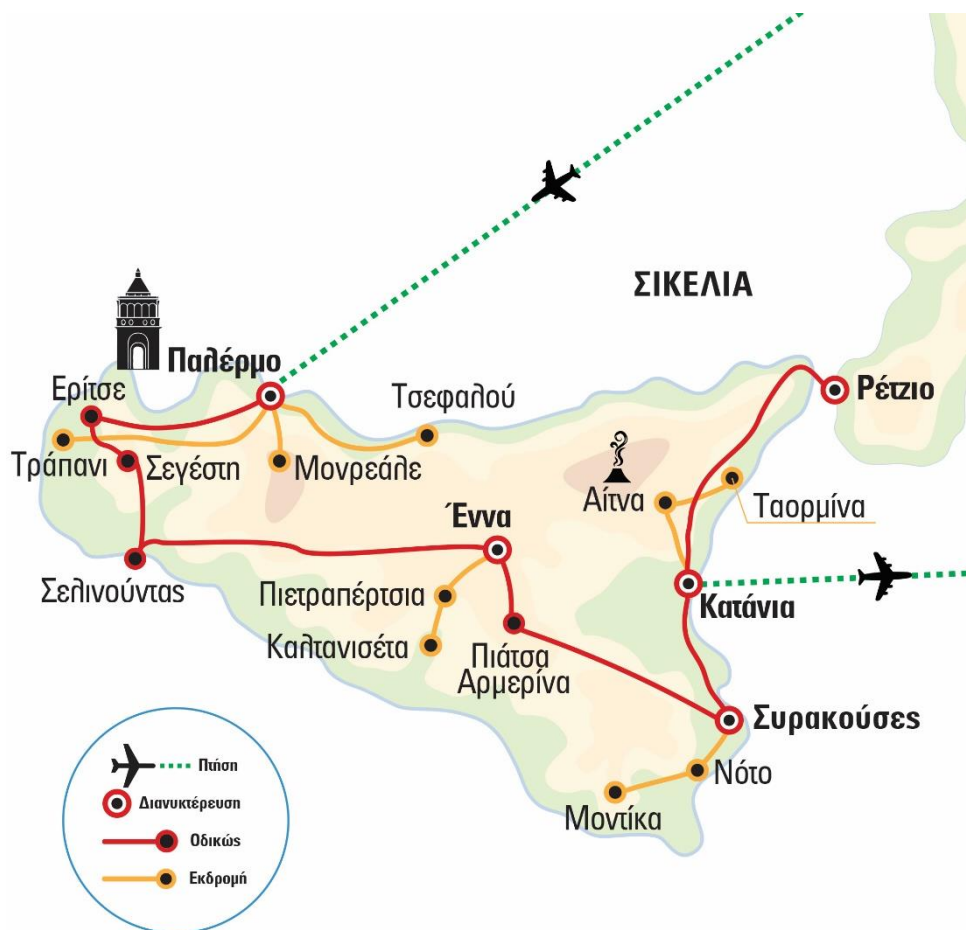 ΣΙΚΕΛΙΑ
Παλέρμο
Ερίτσε
Τσεφαλού
Ρέτζιο
Τράπανι
Σεγέστη
Μονρεάλε
Αίτνα
Ταορμίνα
Έννα
Σελινούντας
Πιετραπέρτσια
Κατάνια
Καλτανισέτα
Πιάτσα
Αρμερίνα
Συρακούσες
Νότο
Μοντίκα
Πτήση
Διανυκτέρευση
Οδικώς
Εκδρομή